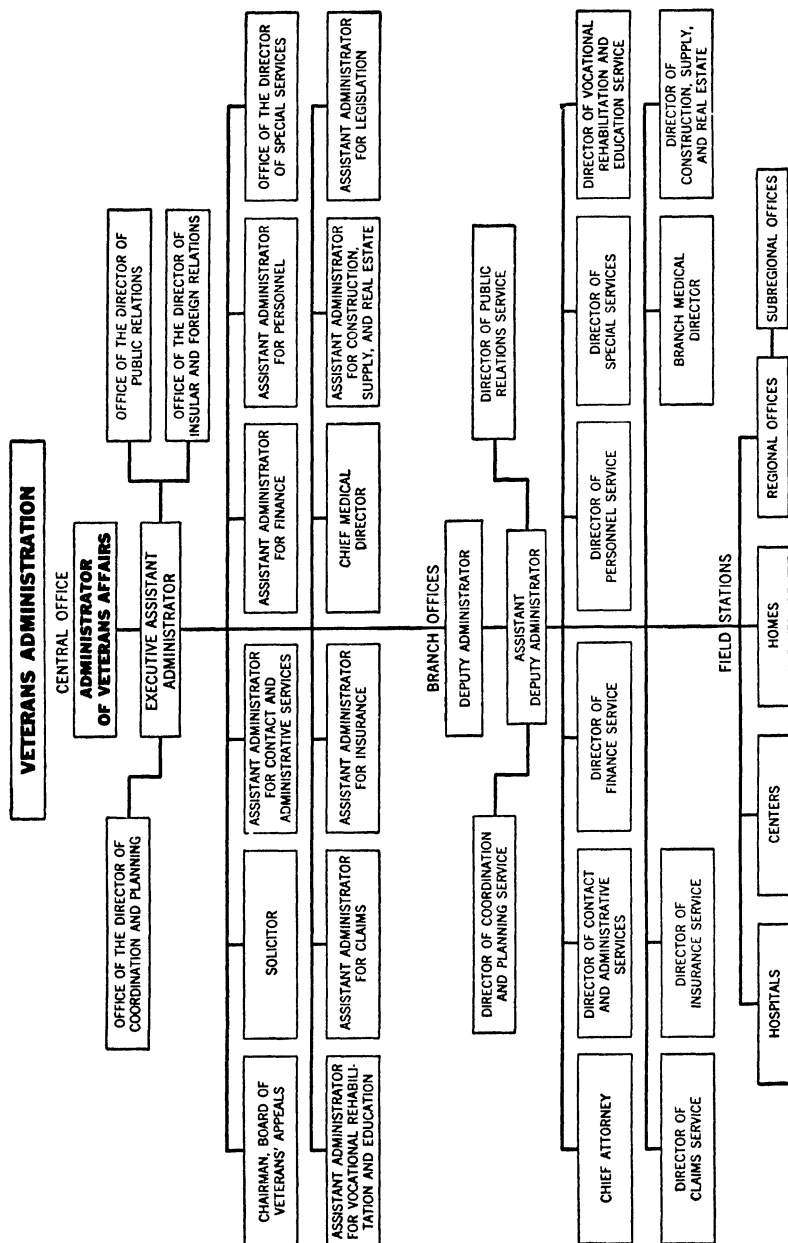 VETERANS ADMINISTRATION
CENTRAL OFFICE
ADMINISTRATOR
OF VETERANS AFFAIRS
EXECUTIVE ASSISTANT
ADMINISTRATOR
OFFICE OF THE DIRECTOR OF
COORDINATION AND PLANNING
OFFICE OF THE DIRECTOR OF
PUBLIC RELATIONS
OFFICE OF THE DIRECTOR OF
INSULAR AND FOREIGN RELATIONS
CHAIRMAN, BOARD OF
VETERANS' APPEALS
SOLICITOR
ASSISTANT ADMINISTRATOR
FOR CONTACT AND
ADMINISTRATIVE SERVICES
ASSISTANT ADMINISTRATOR
FOR FINANCE
ASSISTANT ADMINISTRATOR
FOR PERSONNEL
OFFICE OF THE DIRECTOR
OF SPECIAL SERVICES
ASSISTANT ADMINISTRATOR
FOR VOCATIONAL REHABILI-
TATION AND EDUCATION
ASSISTANT ADMINISTRATOR
FOR CLAIMS
ASSISTANT ADMINISTRATOR
FOR INSURANCE
CHIEF MEDICAL
DIRECTOR
ASSISTANT ADMINISTRATOR
FOR CONSTRUCTION,
SUPPLY, AND REAL ESTATE
ASSISTANT ADMINISTRATOR
FOR LEGISLATION
BRANCH OFFICES
DEPUTY ADMINISTRATOR
ASSISTANT
DEPUTY ADMINISTRATOR
DIRECTOR OF COORDINATION
AND PLANNING SERVICE
DIRECTOR OF PUBLIC
RELATIONS SERVICE
CHIEF ATTORNEY
DIRECTOR OF CONTACT
AND ADMINISTRATIVE
SERVICES
DIRECTOR OF
FINANCE SERVICE
DIRECTOR OF
PERSONNEL SERVICE
DIRECTOR OF
SPECIAL SERVICES
DIRECTOR OF VOCATIONAL
REHABILITATION AND
EDUCATION SERVICE
DIRECTOR OF
CLAIMS SERVICE
DIRECTOR OF
INSURANCE SERVICE
BRANCH MEDICAL
DIRECTOR
DIRECTOR OF
CONSTRUCTION, SUPPLY,
AND REAL ESTATE
FIELD STATIONS
HOSPITALS
CENTERS
HOMES
REGIONAL OFFICES
SUBREGIONAL OFFICES